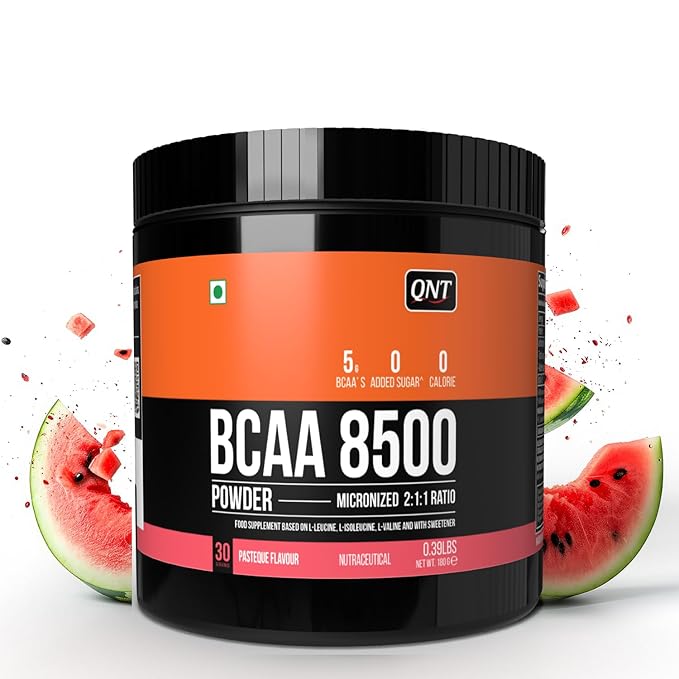 QNT
5g 0 0
BCAA'S ADDED SUGAR^ CALORIE
BCAA 8500
POWDER MICRONIZED 2:1:1 RATIO
FOOD SUPPLEMENT BASED ON L-LEUCINE, L-ISOLEUCINE, L-VALINE AND WITH SWEETENER
30 PASTEQUE FLAVOUR NUTRACEUTICAL 0.39LBS
NET WT. 180 G℮